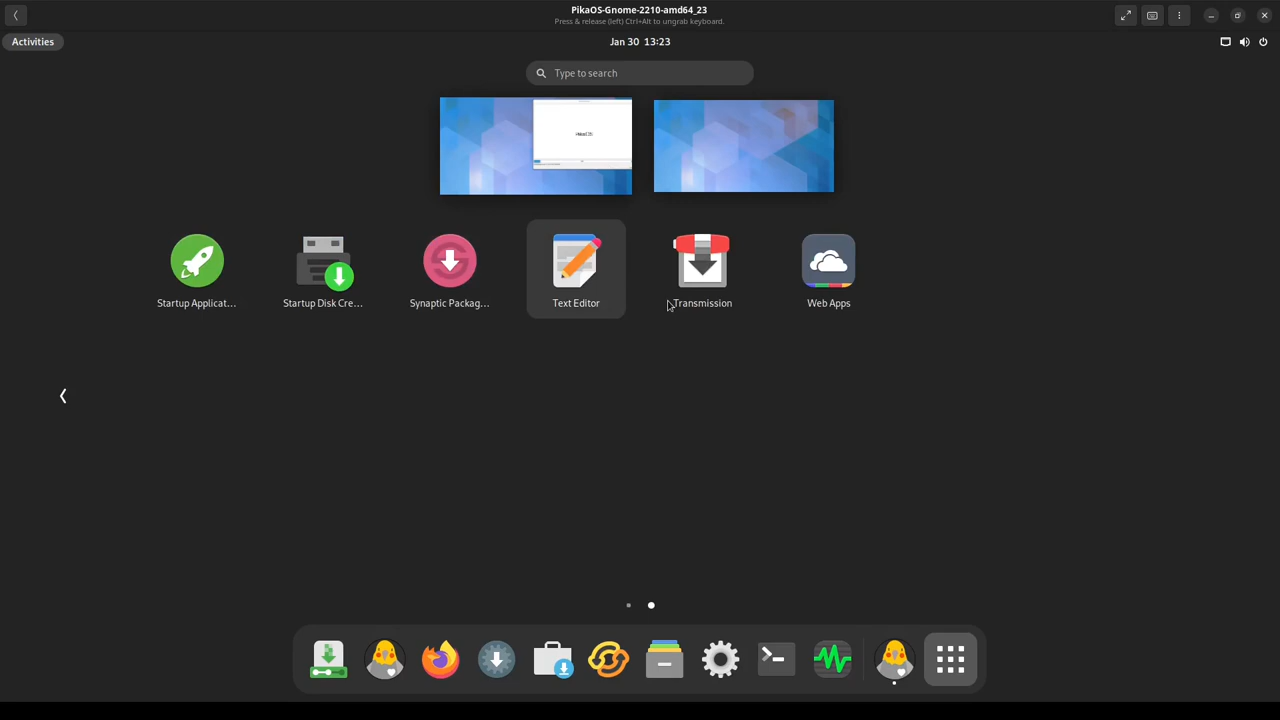 PikaOS-Gnome-2210-amd64_23
Press & release (left) Ctrl+Alt to ungrab keyboard.
Activities
Jan 30 13:23
Type to search
Startup Applicat...
Startup Disk Cre...
Synaptic Packag...
Text Editor
Transmission
Web Apps